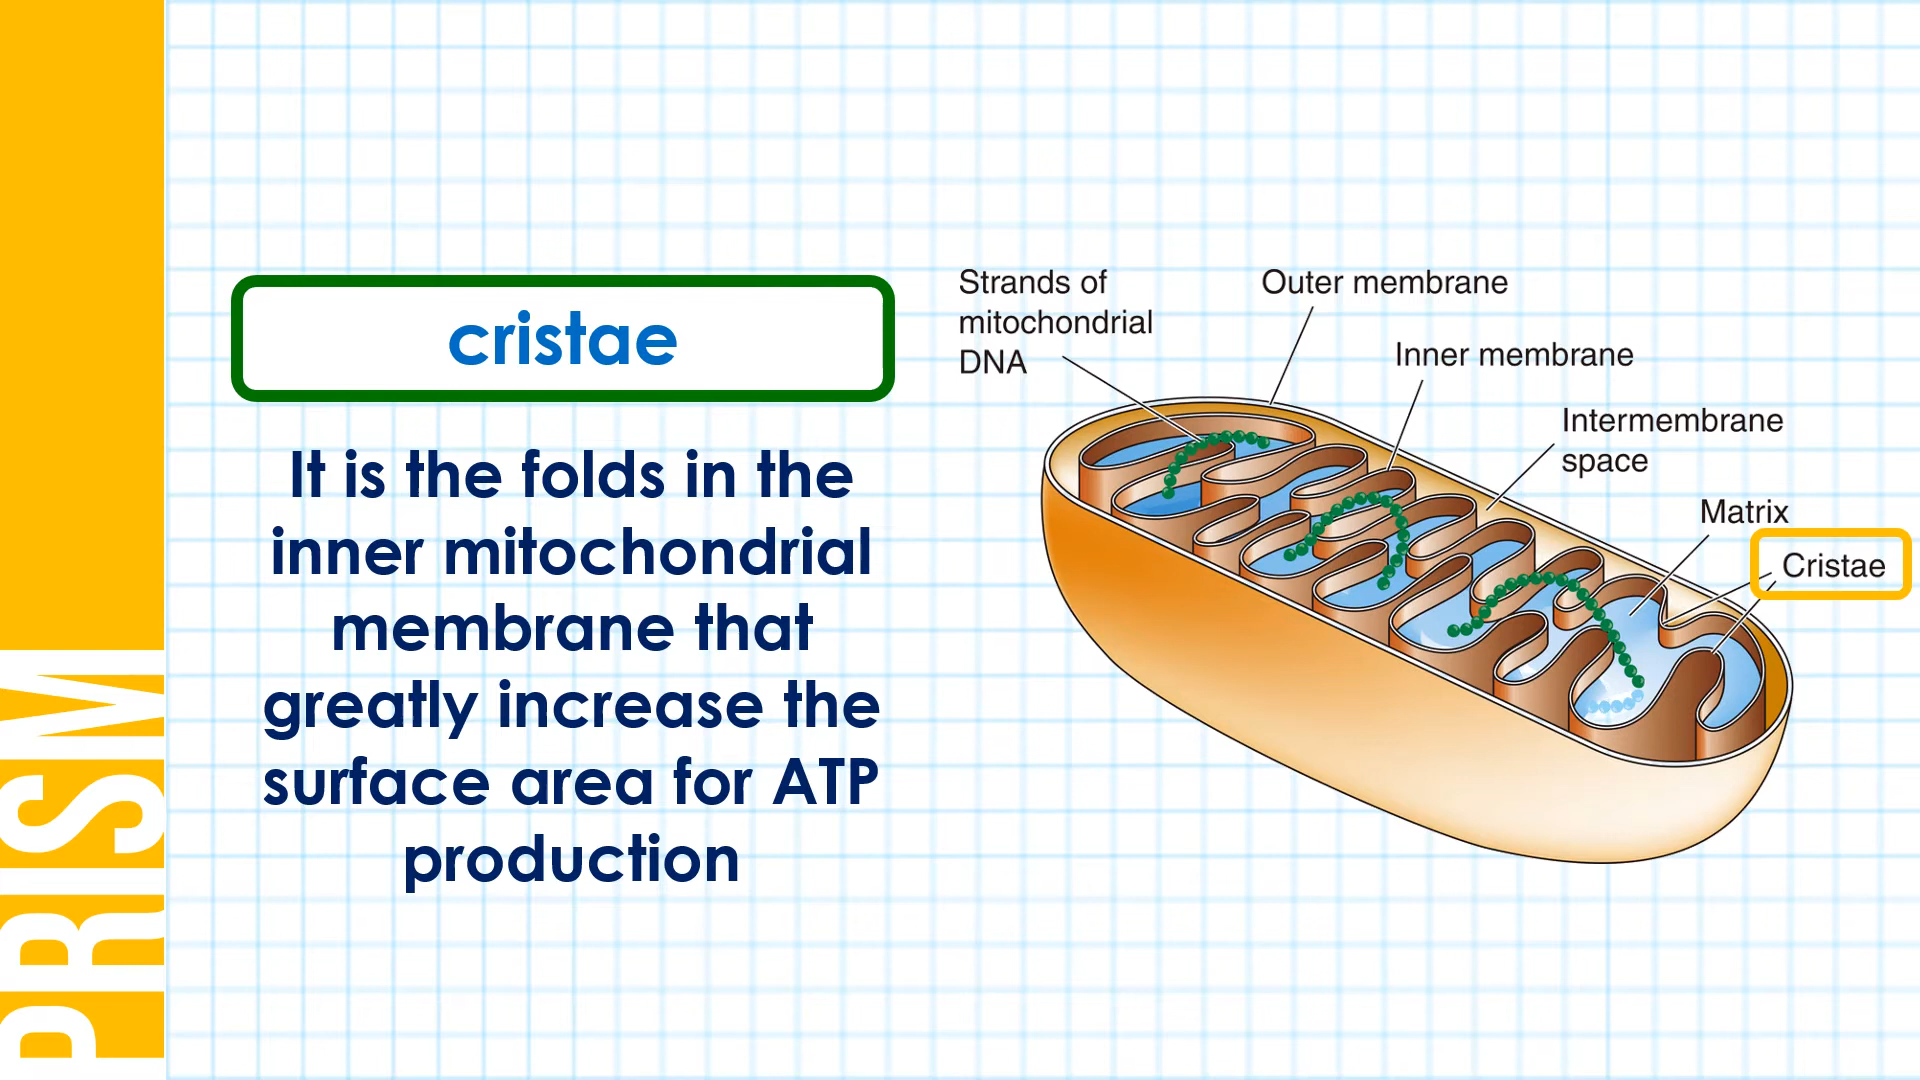 PRISM
cristae
It is the folds in the
inner mitochondrial
membrane that
greatly increase the
surface area for ATP
production
Strands of
mitochondrial
DNA
Outer membrane
Inner membrane
Intermembrane
space
Matrix
Cristae